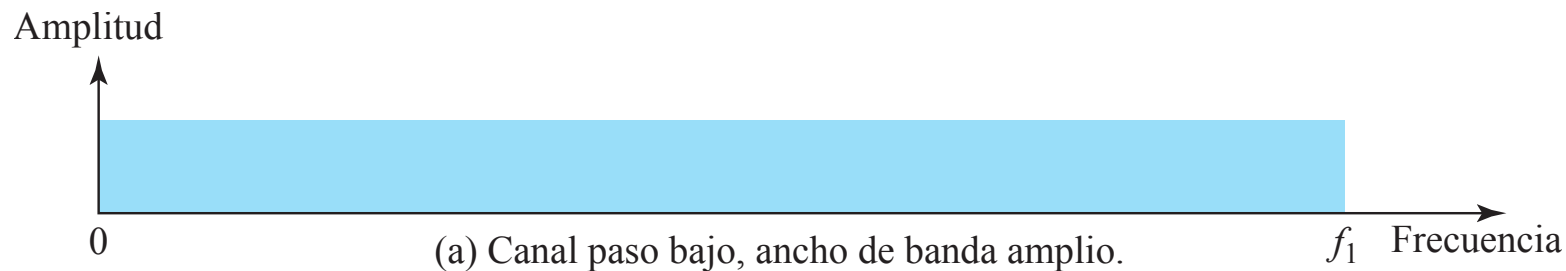 Amplitud
0
(a) Canal paso bajo, ancho de banda amplio.
f₁
Frecuencia